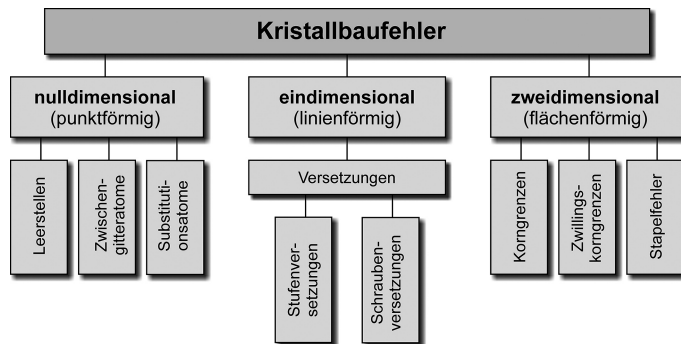 Kristallbaufehler
nulldimensional
(punktförmig)
eindimensional
(linienförmig)
zweidimensional
(flächenförmig)
Leerstellen
Zwischen-
gitteratome
Substituti-
onsatome
Versetzungen
Stufenver-
setzungen
Schrauben-
versetzungen
Korngrenzen
Zwillings-
korngrenzen
Stapelfehler